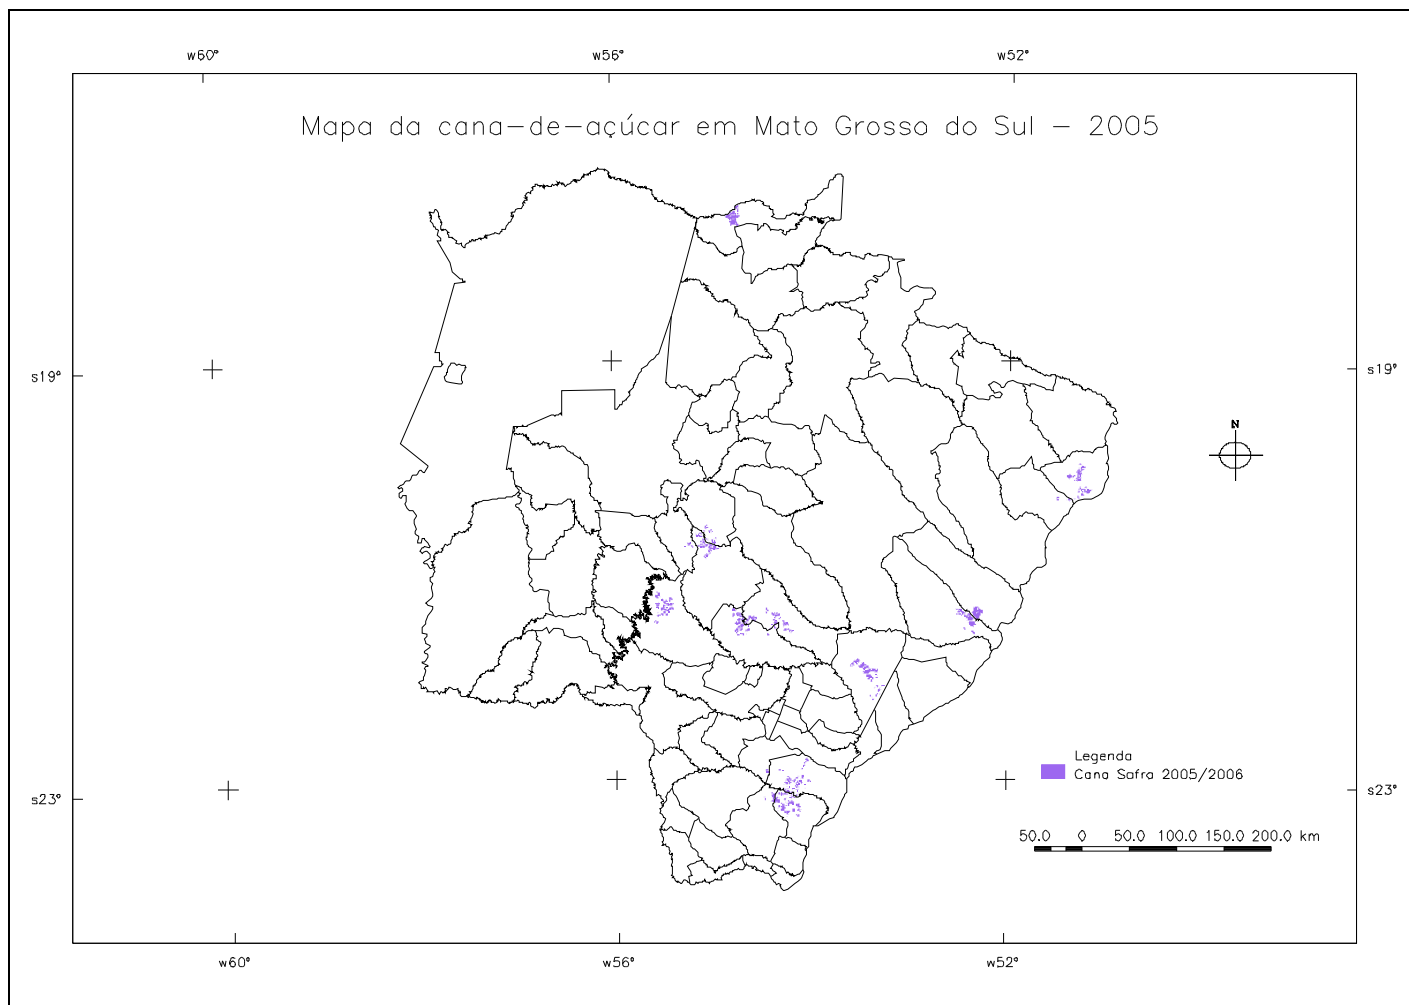 w60° w56° w52°
Mapa da cana-de-açúcar em Mato Grosso do Sul - 2005
s19° s19°
N
Legenda
Cana Safra 2005/2006
s23° s23°
50.0 0 50.0 100.0 150.0 200.0 km
w60° w56° w52°